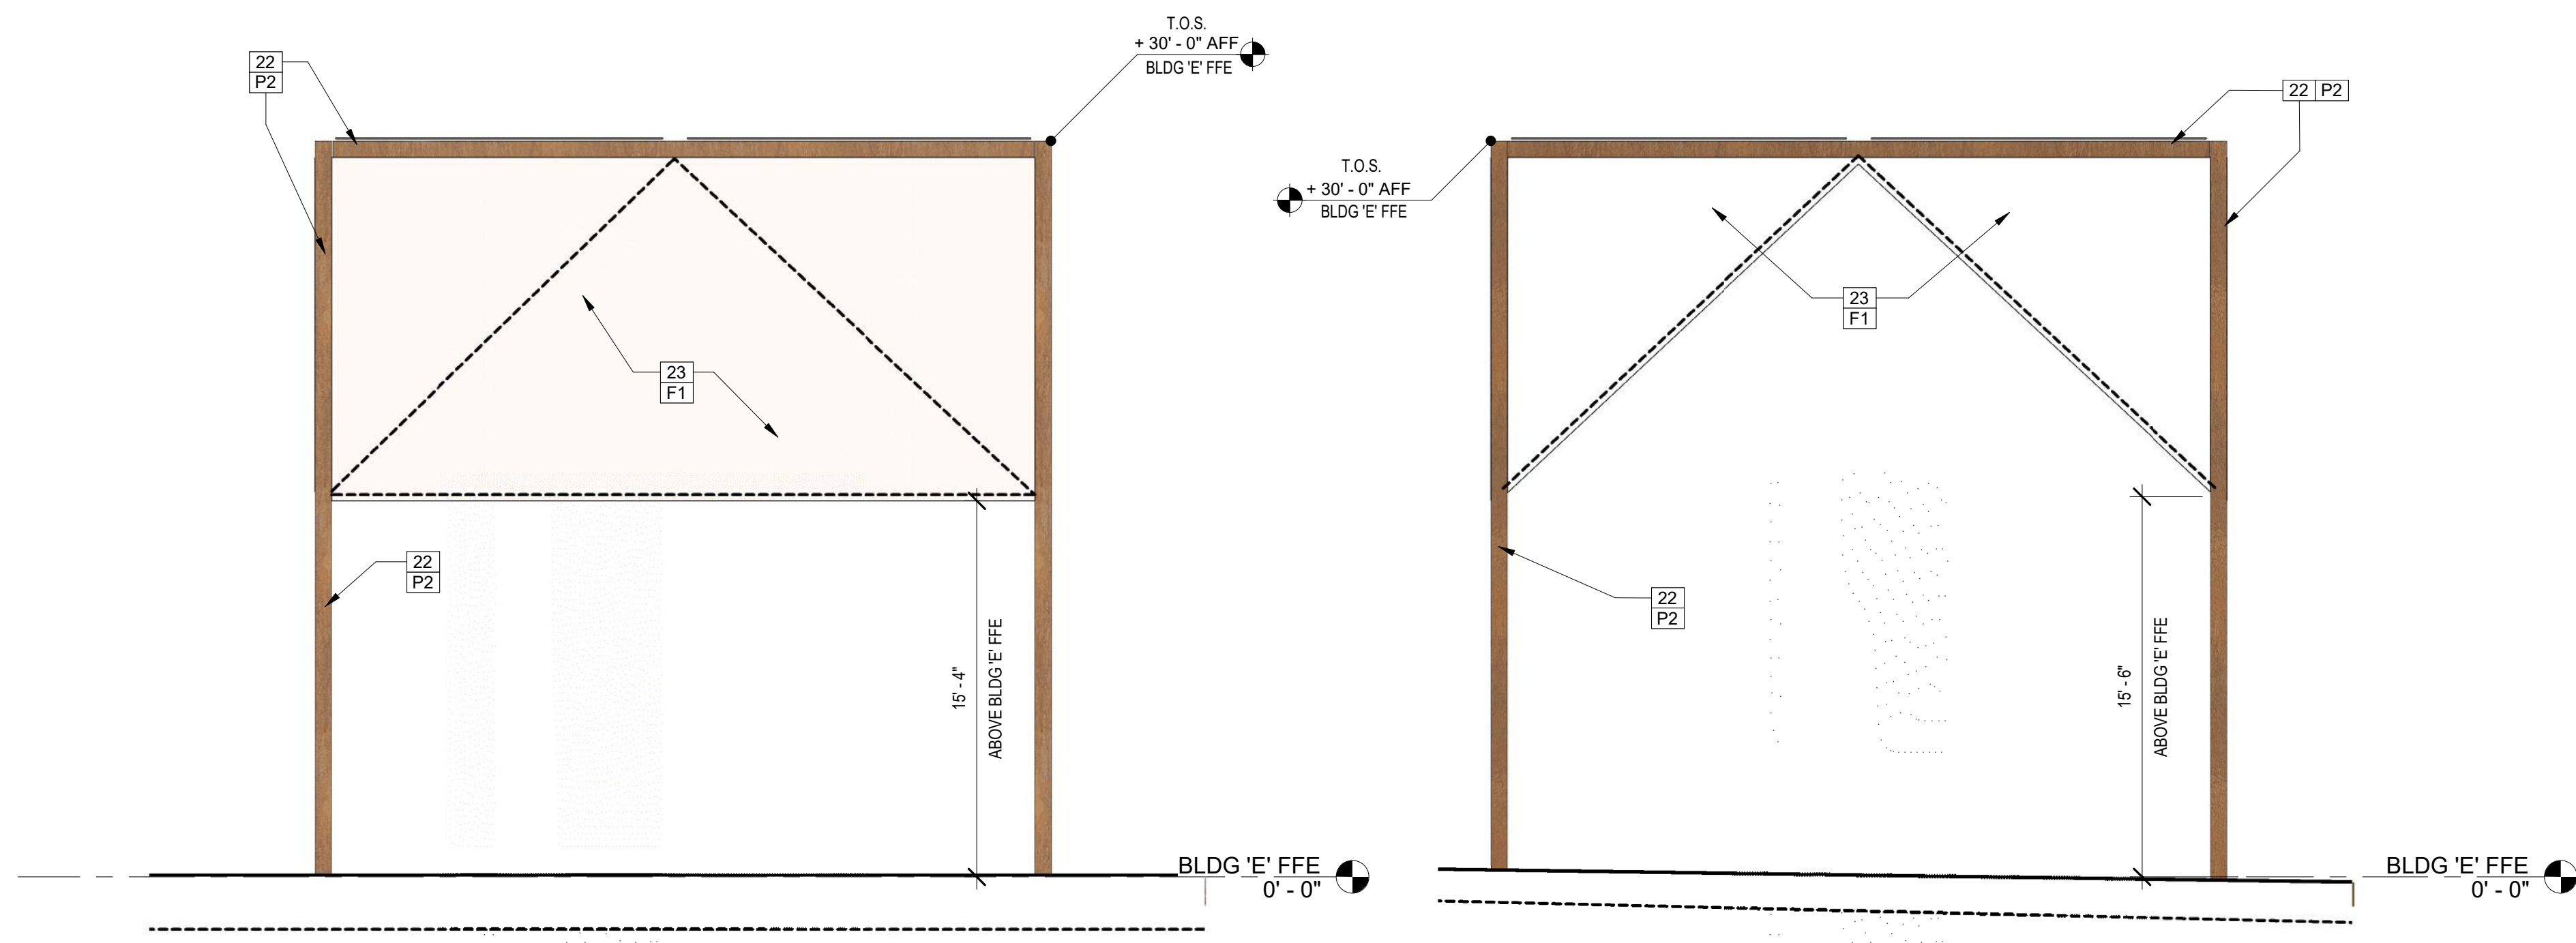 T.O.S.
+ 30' - 0" AFF
BLDG 'E' FFE
22
P2
23
F1
22
P2
15' - 4"
ABOVE BLDG 'E' FFE
BLDG 'E' FFE
0' - 0"
22 P2
T.O.S.
+ 30' - 0" AFF
BLDG 'E' FFE
23
F1
22
P2
15' - 6"
ABOVE BLDG 'E' FFE
BLDG 'E' FFE
0' - 0"